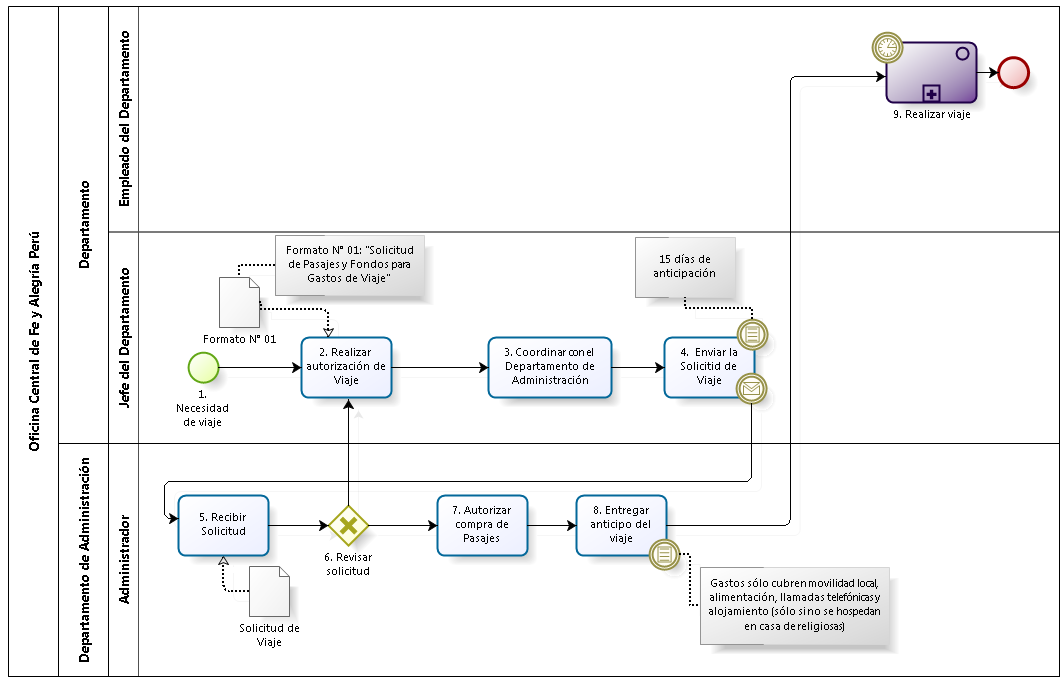 Oficina Central de Fe y Alegría Perú
Departamento
Empleado del Departamento
9. Realizar viaje
Jefe del Departamento
Formato N° 01: "Solicitud
de Pasajes y Fondos para
Gastos de Viaje"
Formato N° 01
15 días de
anticipación
1.
Necesidad
de viaje
2. Realizar
autorización de
Viaje
3. Coordinar con el
Departamento de
Administración
4. Enviar la
Solicitid de
Viaje
Departamento de Administración
Administrador
5. Recibir
Solicitud
6. Revisar
solicitud
7. Autorizar
compra de
Pasajes
8. Entregar
anticipo del
viaje
Solicitud de
Viaje
Gastos sólo cubren movilidad local,
alimentación, llamadas telefónicas y
alojamiento (sólo si no se hospedan
en casa de religiosas)